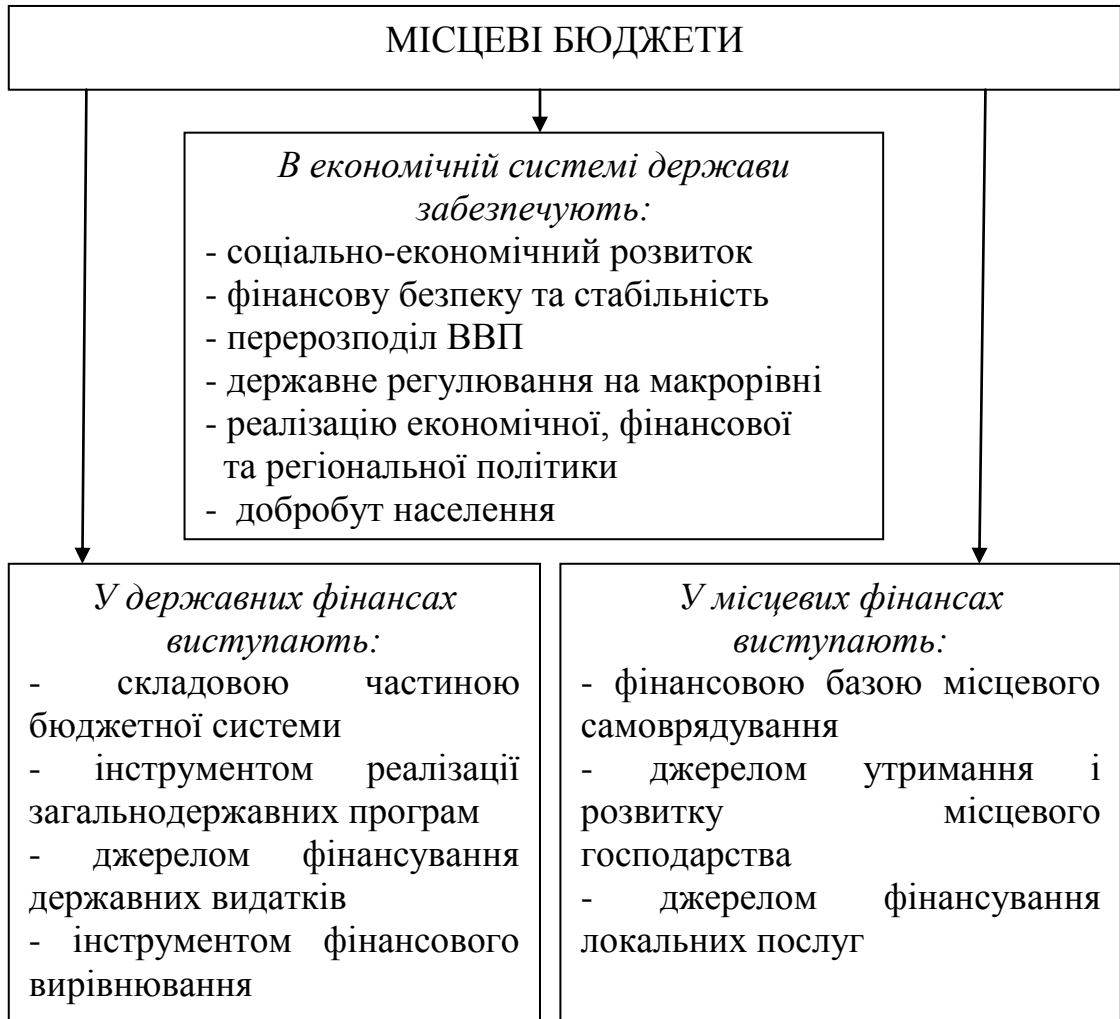 МІСЦЕВІ БЮДЖЕТИ
В економічній системі держави
забезпечують:
- соціально-економічний розвиток
- фінансову безпеку та стабільність
- перерозподіл ВВП
- державне регулювання на макрорівні
- реалізацію економічної, фінансової
та регіональної політики
- добробут населення
У державних фінансах
виступають:
- складовою частиною
бюджетної системи
- інструментом реалізації
загальнодержавних програм
- джерелом фінансування
державних видатків
- інструментом фінансового
вирівнювання
У місцевих фінансах
виступають:
- фінансовою базою місцевого
самоврядування
- джерелом утримання і
розвитку місцевого
господарства
- джерелом фінансування
локальних послуг